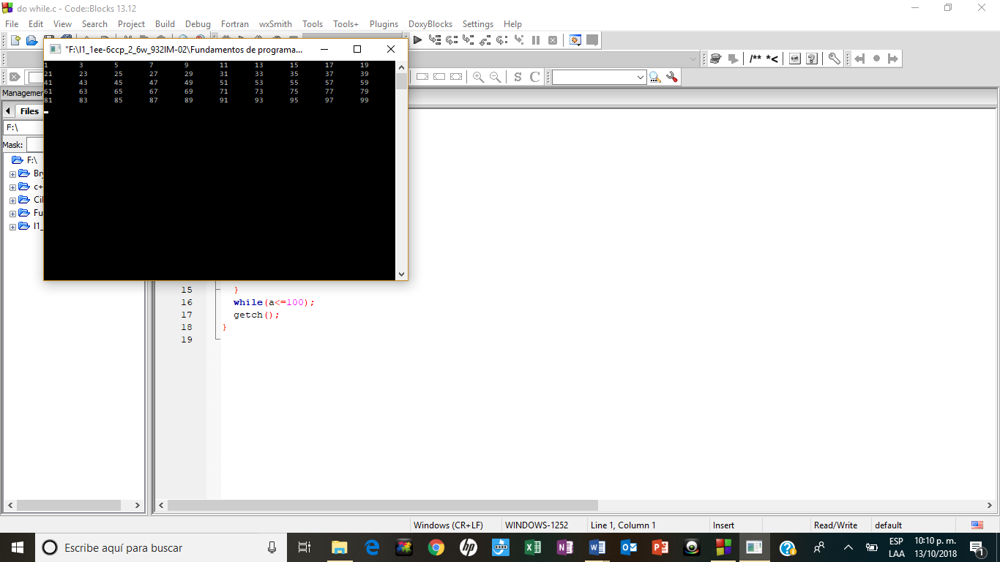 do while.c - Code::Blocks 13.12
File Edit View Search Project Build Debug Fortran wxSmith Tools Tools+ Plugins DoxyBlocks Settings Help
"F:\I1_1ee-6ccp_2_6w_932IM-02\Fundamentos de programa...
1 3 5 7 9 11 13 15 17 19
21 23 25 27 29 31 33 35 37 39
41 43 45 47 49 51 53 55 57 59
61 63 65 67 69 71 73 75 77 79
81 83 85 87 89 91 93 95 97 99
/** *<
S C
Management
Files
F:\
Mask:
F:\
Bry
c+
Cil
Fu
I1_
15 }
16 while(a<=100);
17 getch();
18 }
19
Windows (CR+LF) WINDOWS-1252 Line 1, Column 1 Insert Read/Write default
Escribe aquí para buscar
ESP
LAA
10:10 p. m.
13/10/2018
1